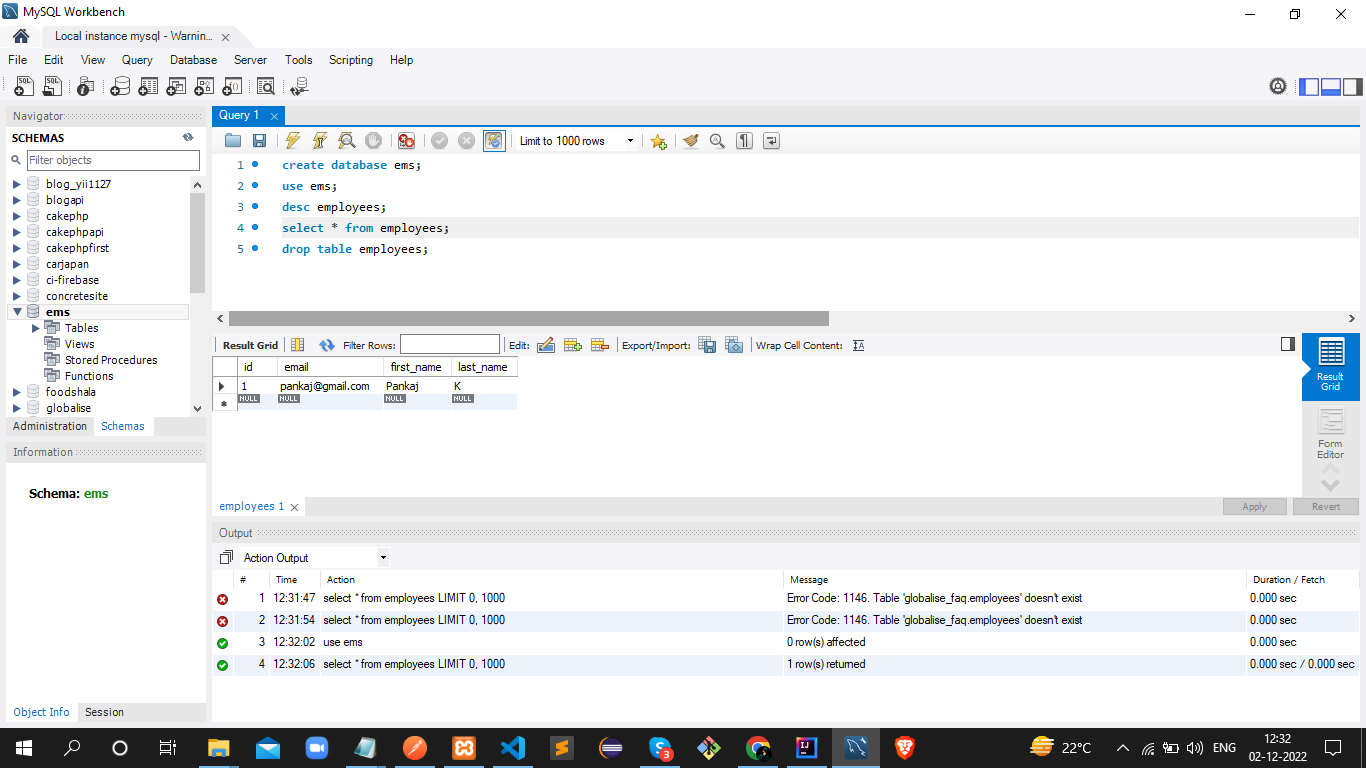 MySQL Workbench
Local instance mysql - Warnin...
File Edit View Query Database Server Tools Scripting Help
Navigator
SCHEMAS
Filter objects
blog_yii1127
blogapi
cakephp
cakephpapi
cakephpfirst
carjapan
ci-firebase
concretesite
ems
Tables
Views
Stored Procedures
Functions
foodshala
globalise
Administration Schemas
Information
Schema: ems
Object Info Session
Query 1
Limit to 1000 rows
1 create database ems;
2 use ems;
3 desc employees;
4 select * from employees;
5 drop table employees;
Result Grid Filter Rows: Edit: Export/Import: Wrap Cell Content:
id email first_name last_name
1 pankaj@gmail.com Pankaj K
NULL NULL NULL NULL
Result Grid
Form Editor
employees 1
Apply Revert
Output
Action Output
# Time Action Message Duration / Fetch
1 12:31:47 select * from employees LIMIT 0, 1000 Error Code: 1146. Table 'globalise_faq.employees' doesn't exist 0.000 sec
2 12:31:54 select * from employees LIMIT 0, 1000 Error Code: 1146. Table 'globalise_faq.employees' doesn't exist 0.000 sec
3 12:32:02 use ems 0 row(s) affected 0.000 sec
4 12:32:06 select * from employees LIMIT 0, 1000 1 row(s) returned 0.000 sec / 0.000 sec
3
22°C
ENG
12:32
02-12-2022